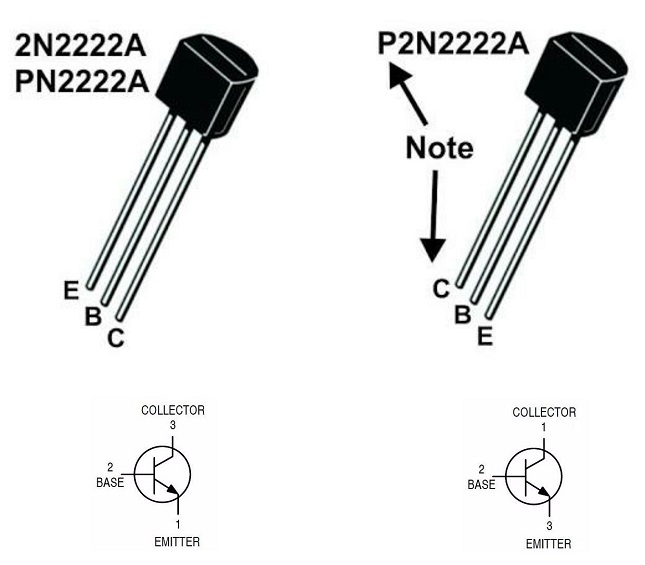 2N2222A
PN2222A
P2N2222A
Note
E
B
C
C
B
E
COLLECTOR
3
2
BASE
1
EMITTER
COLLECTOR
1
2
BASE
3
EMITTER